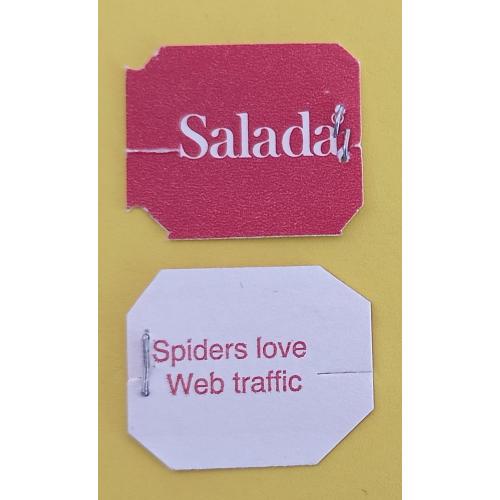 Salada
Spiders love
Web traffic